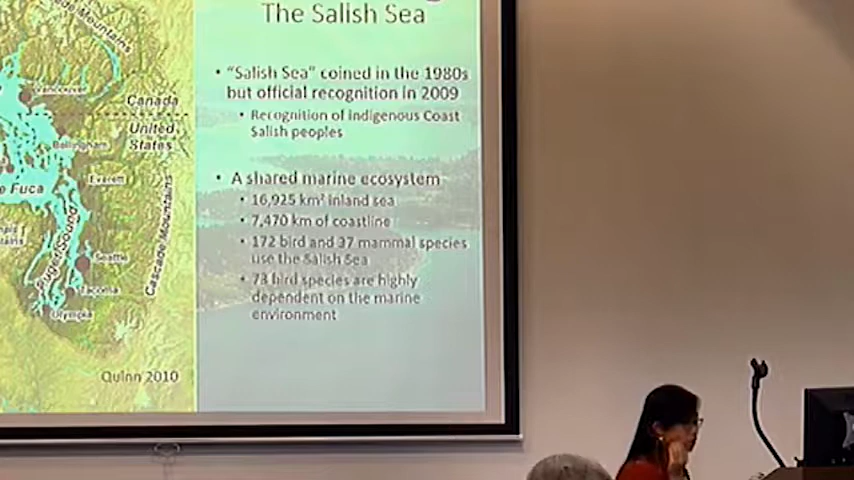 The Salish Sea
• "Salish Sea" coined in the 1980s
but official recognition in 2009
• Recognition of Indigenous Coast
Salish peoples
• A shared marine ecosystem
• 16,925 km² inland sea
• 7,470 km of coastline
• 172 bird and 37 mammal species
use the Salish Sea
• 73 bird species are highly
dependent on the marine
environment
Mountains
Vancouver
Canada
United
States
Bellingham
Everett
Fuca
Puget Sound
Cascade Mountains
Seattle
Tacoma
Olympia
Quinn 2010